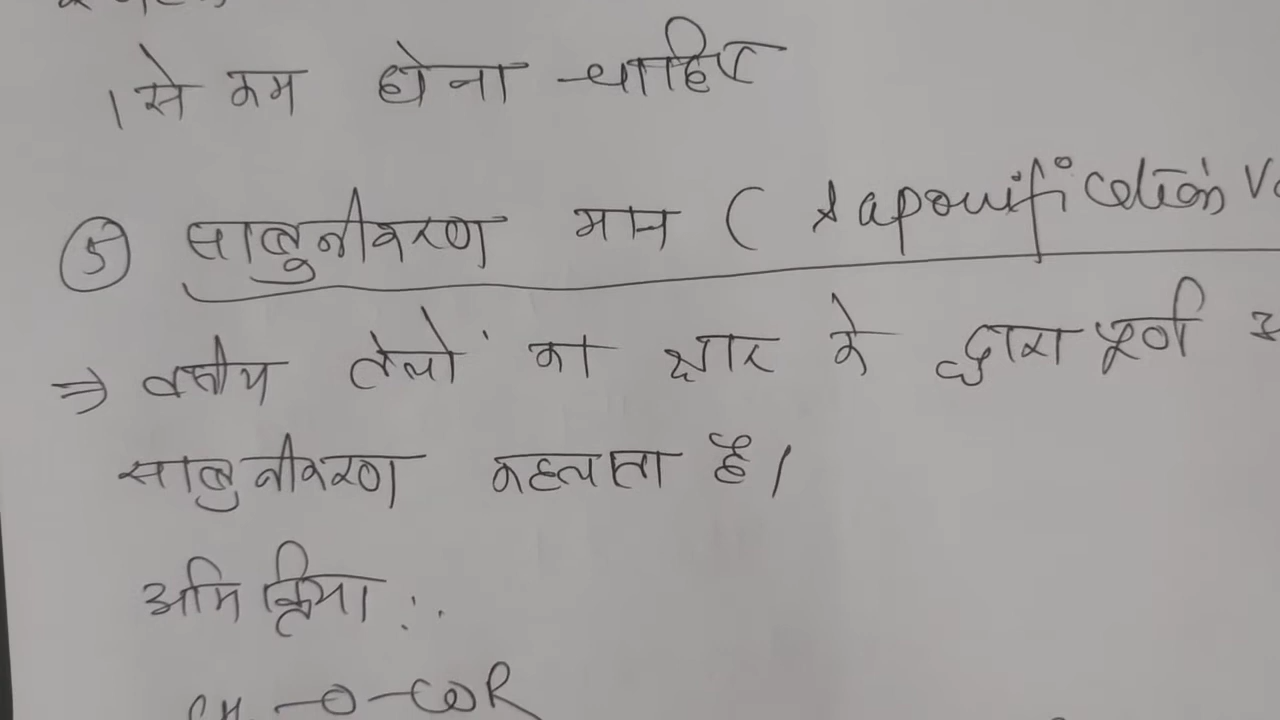 1 से कम होना चाहिए
⑤ साबुनीकरण मान ( Saponification
⇒ वसीय तेलों का क्षार के द्वारा पूर्ण
साबुनीकरण कहलाता है।
अभिक्रिया :.
-O-COR